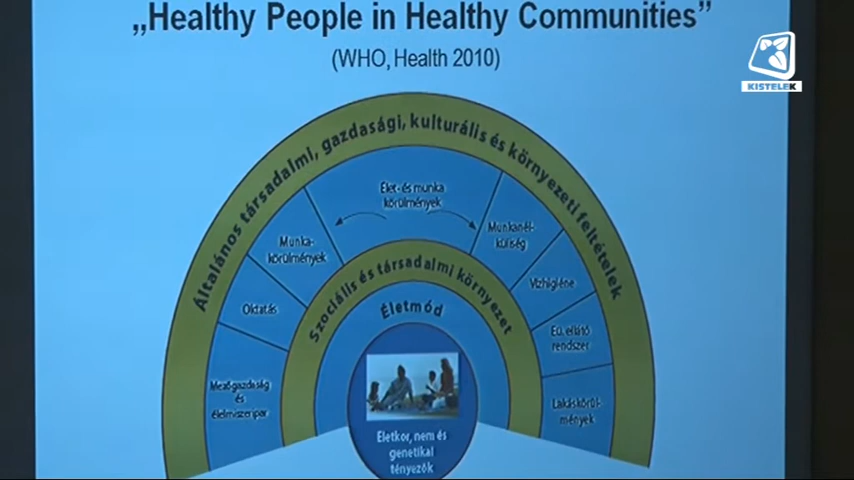 „Healthy People in Healthy Communities”
(WHO, Health 2010)
KISTELEK
Általános társadalmi, gazdasági, kulturális és környezeti feltételek
Élet- és munka
körülmények
Munka-
körülmények
Munkanél-
küliség
Oktatás
Vízhigiéne
Szociális és társadalmi környezet
Életmód
Eü. ellátó
rendszer
Mezőgazdaság
és
élelmiszeripar
Lakáskörül-
mények
Életkor, nem és
genetikai
tényezők